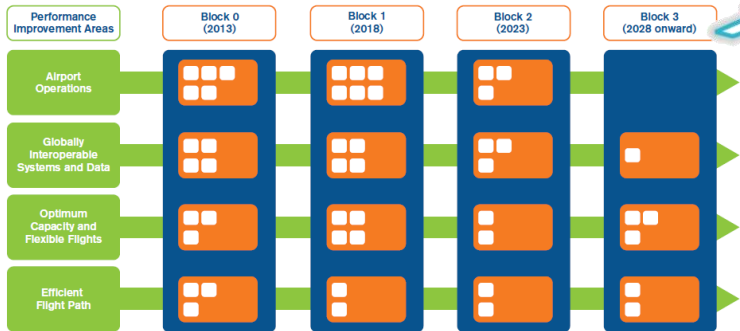 Performance
Improvement Areas
Block 0
(2013)
Block 1
(2018)
Block 2
(2023)
Block 3
(2028 onward)
Airport
Operations
Globally
Interoperable
Systems and Data
Optimum
Capacity and
Flexible Flights
Efficient
Flight Path